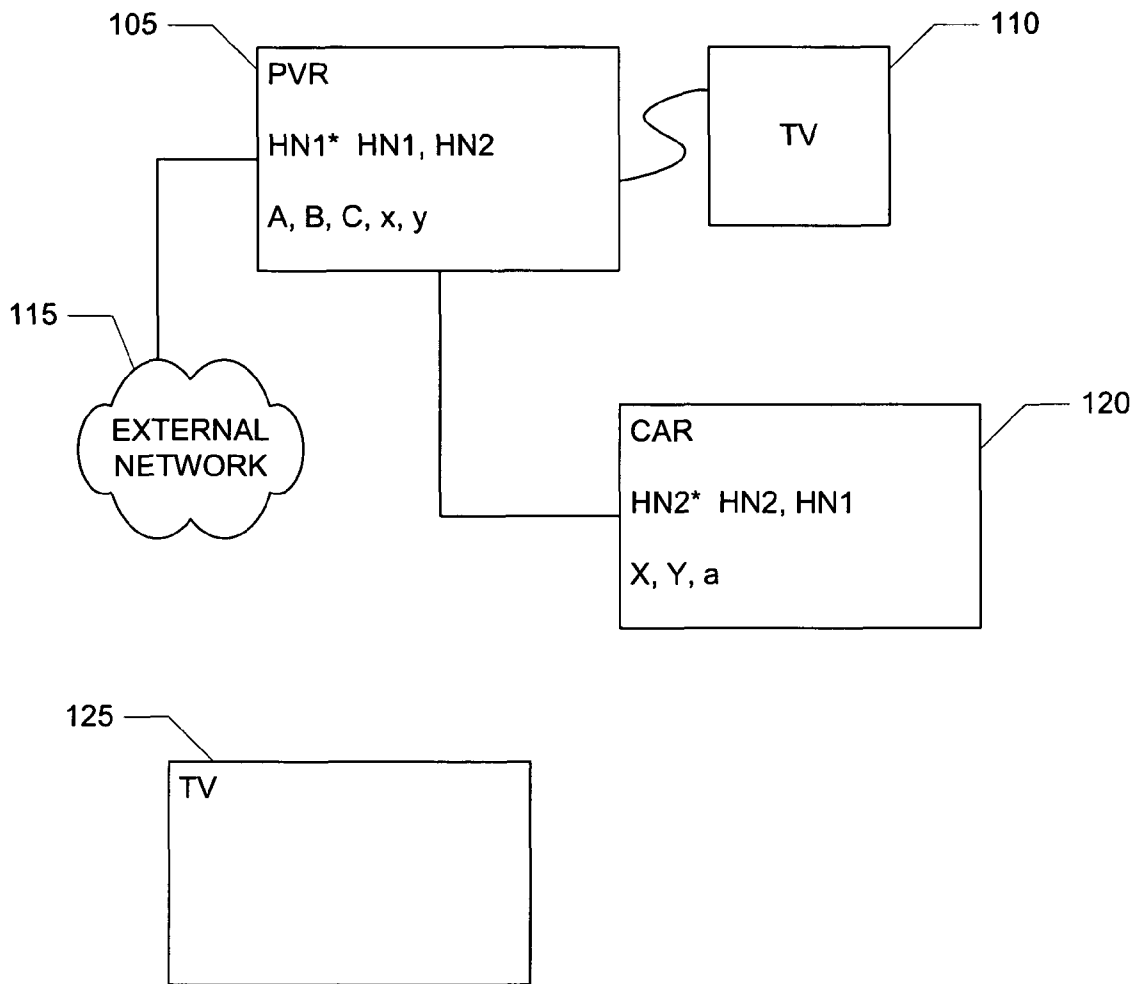 105
110
PVR
HN1* HN1, HN2
A, B, C, x, y
TV
115
EXTERNAL
NETWORK
120
CAR
HN2* HN2, HN1
X, Y, a
125
TV